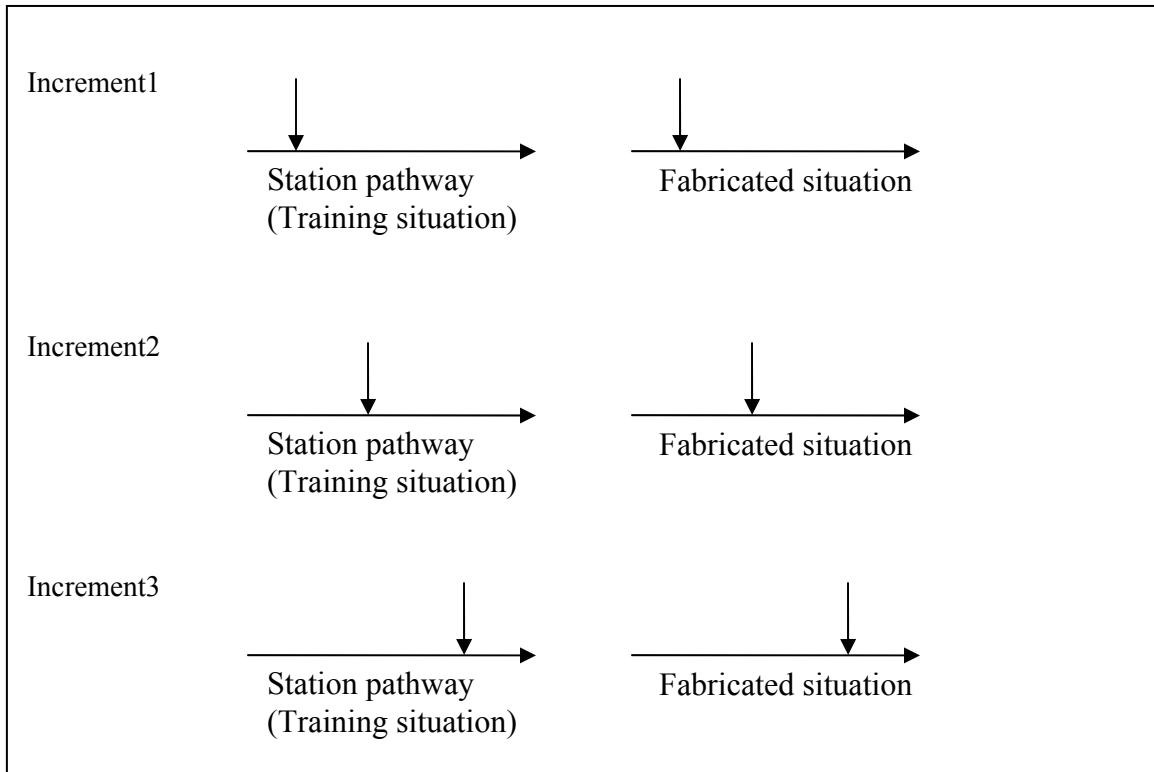 Increment1
Station pathway
(Training situation)
Fabricated situation
Increment2
Station pathway
(Training situation)
Fabricated situation
Increment3
Station pathway
(Training situation)
Fabricated situation